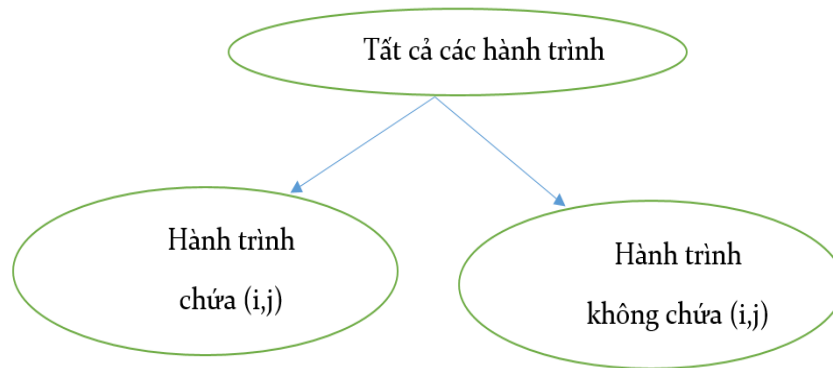 Tất cả các hành trình
Hành trình
chứa (i,j)
Hành trình
không chứa (i,j)